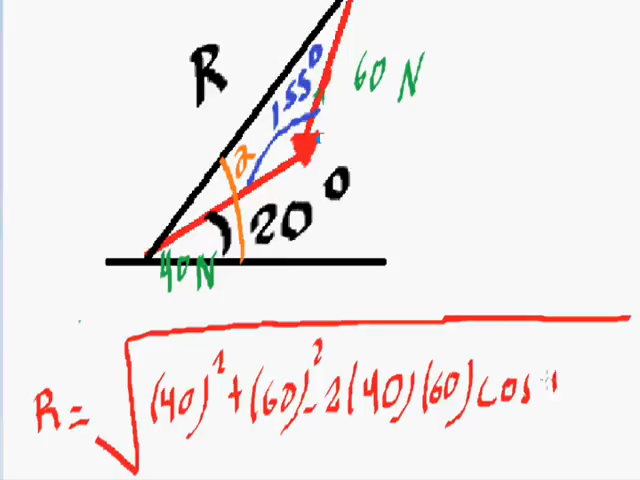 R
155°
60 N
α
20°
40N
R = √(40)² + (60)² - 2(40)(60) cos